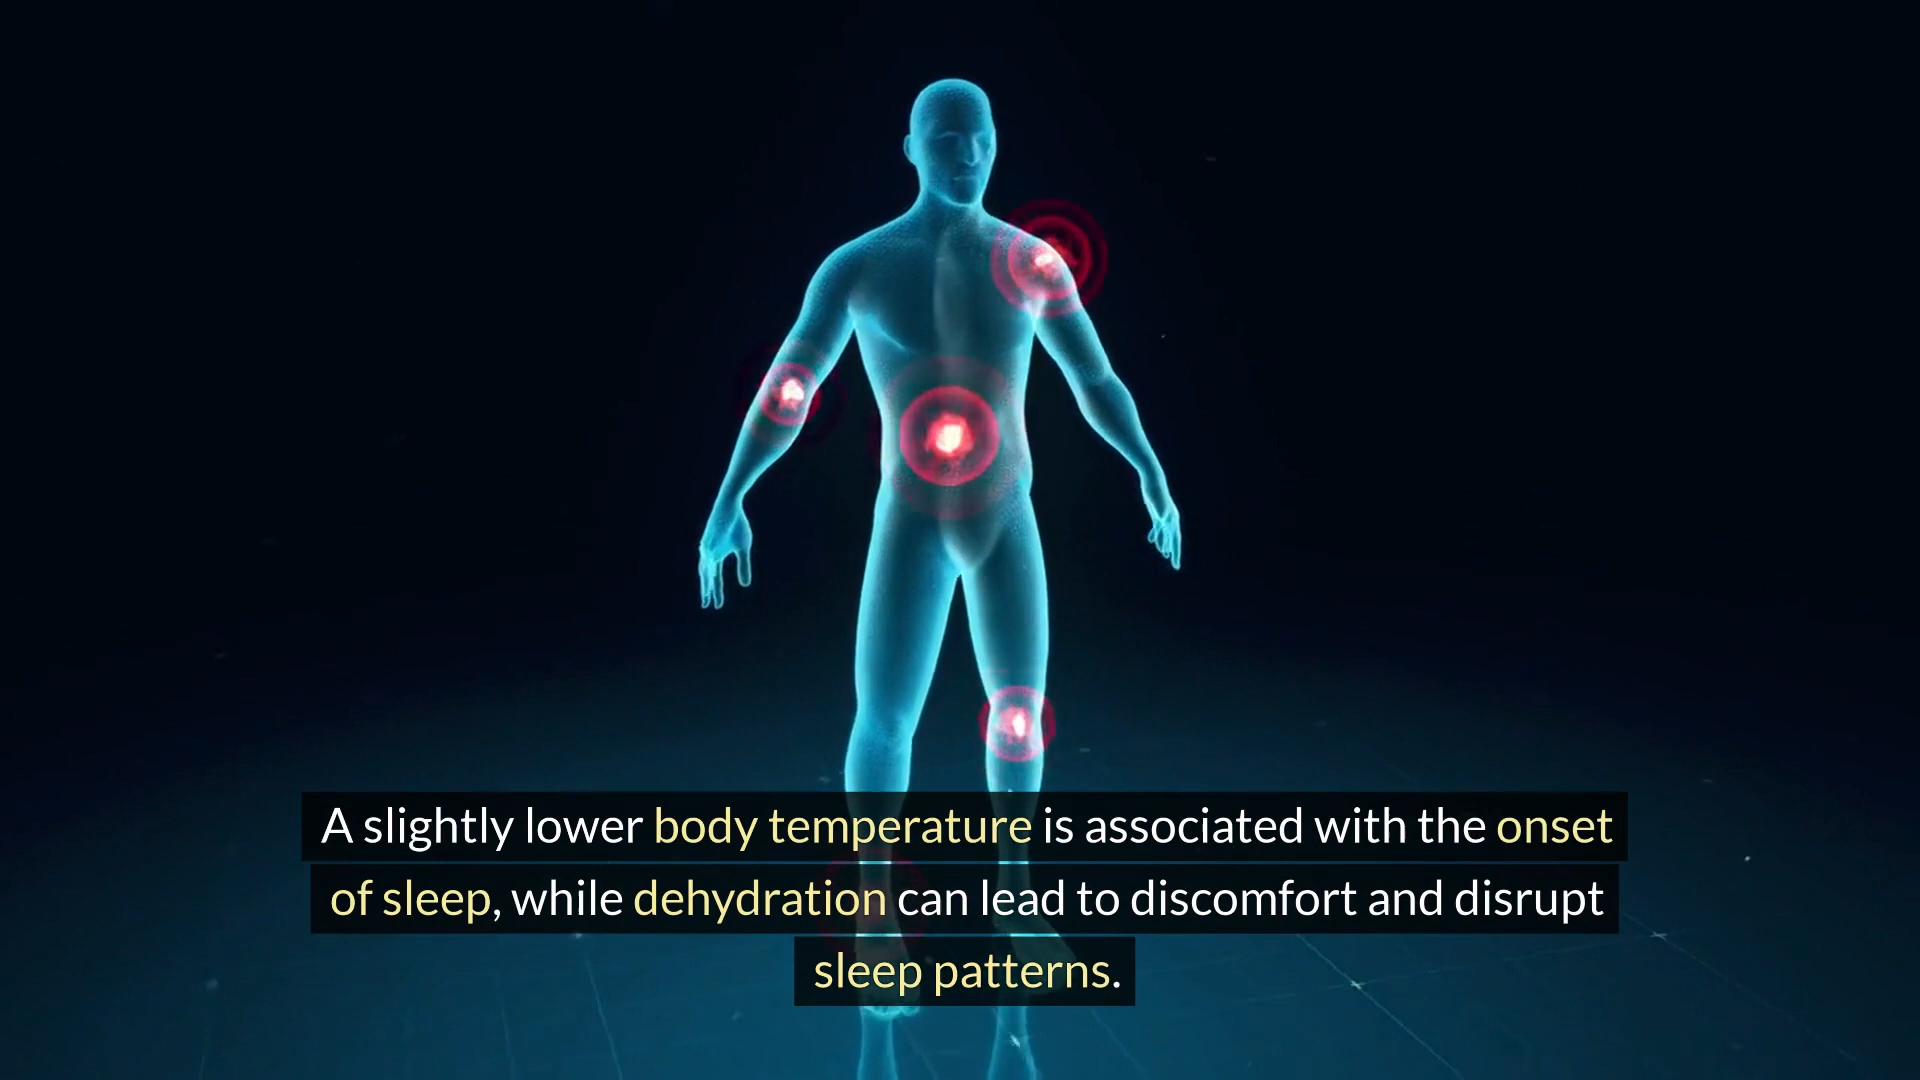 A slightly lower body temperature is associated with the onset
of sleep, while dehydration can lead to discomfort and disrupt
sleep patterns.